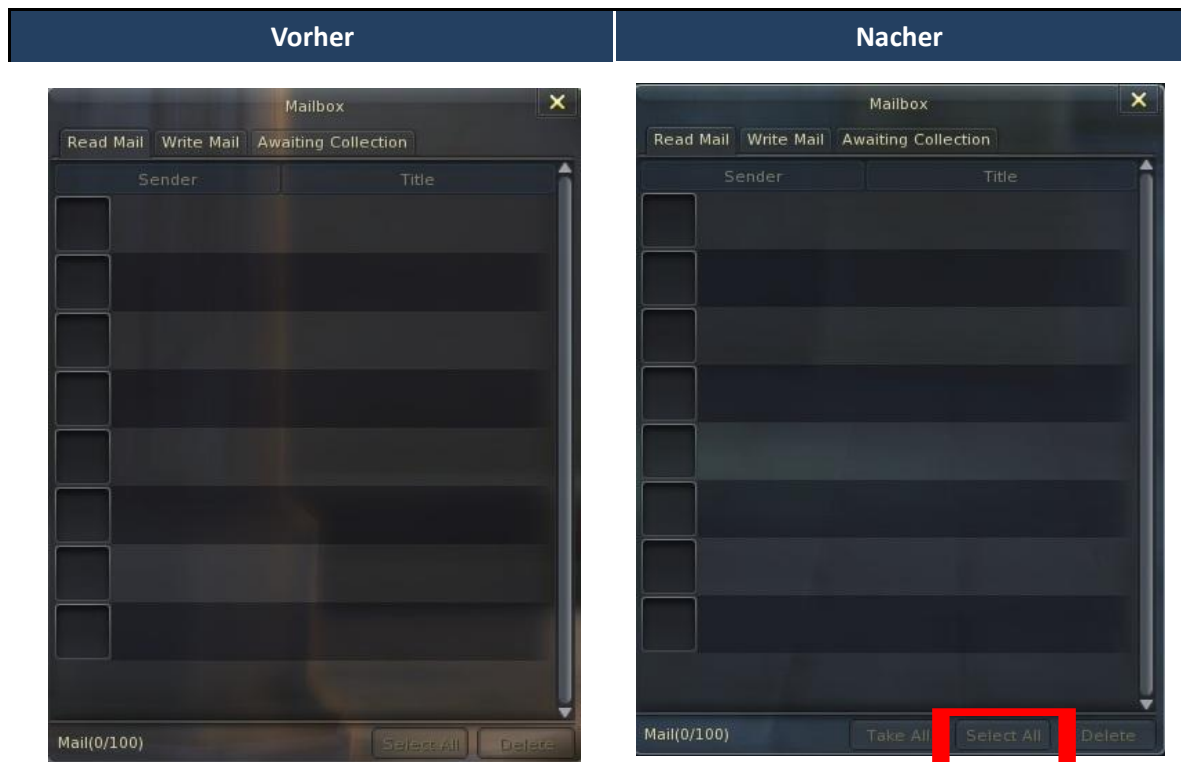 Vorher
Nacher
Mailbox
Read Mail Write Mail Awaiting Collection
Sender Title
Mail(0/100) Select All Delete
Mailbox
Read Mail Write Mail Awaiting Collection
Sender Title
Mail(0/100) Take All Select All Delete